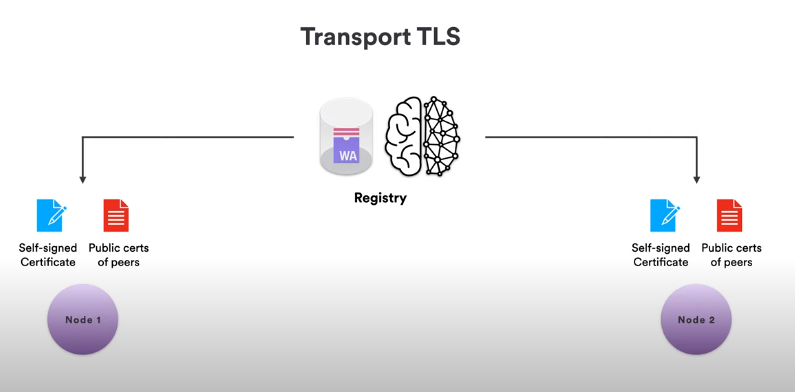 Transport TLS
WA
Registry
Self-signed
Certificate
Public certs
of peers
Node 1
Self-signed
Certificate
Public certs
of peers
Node 2